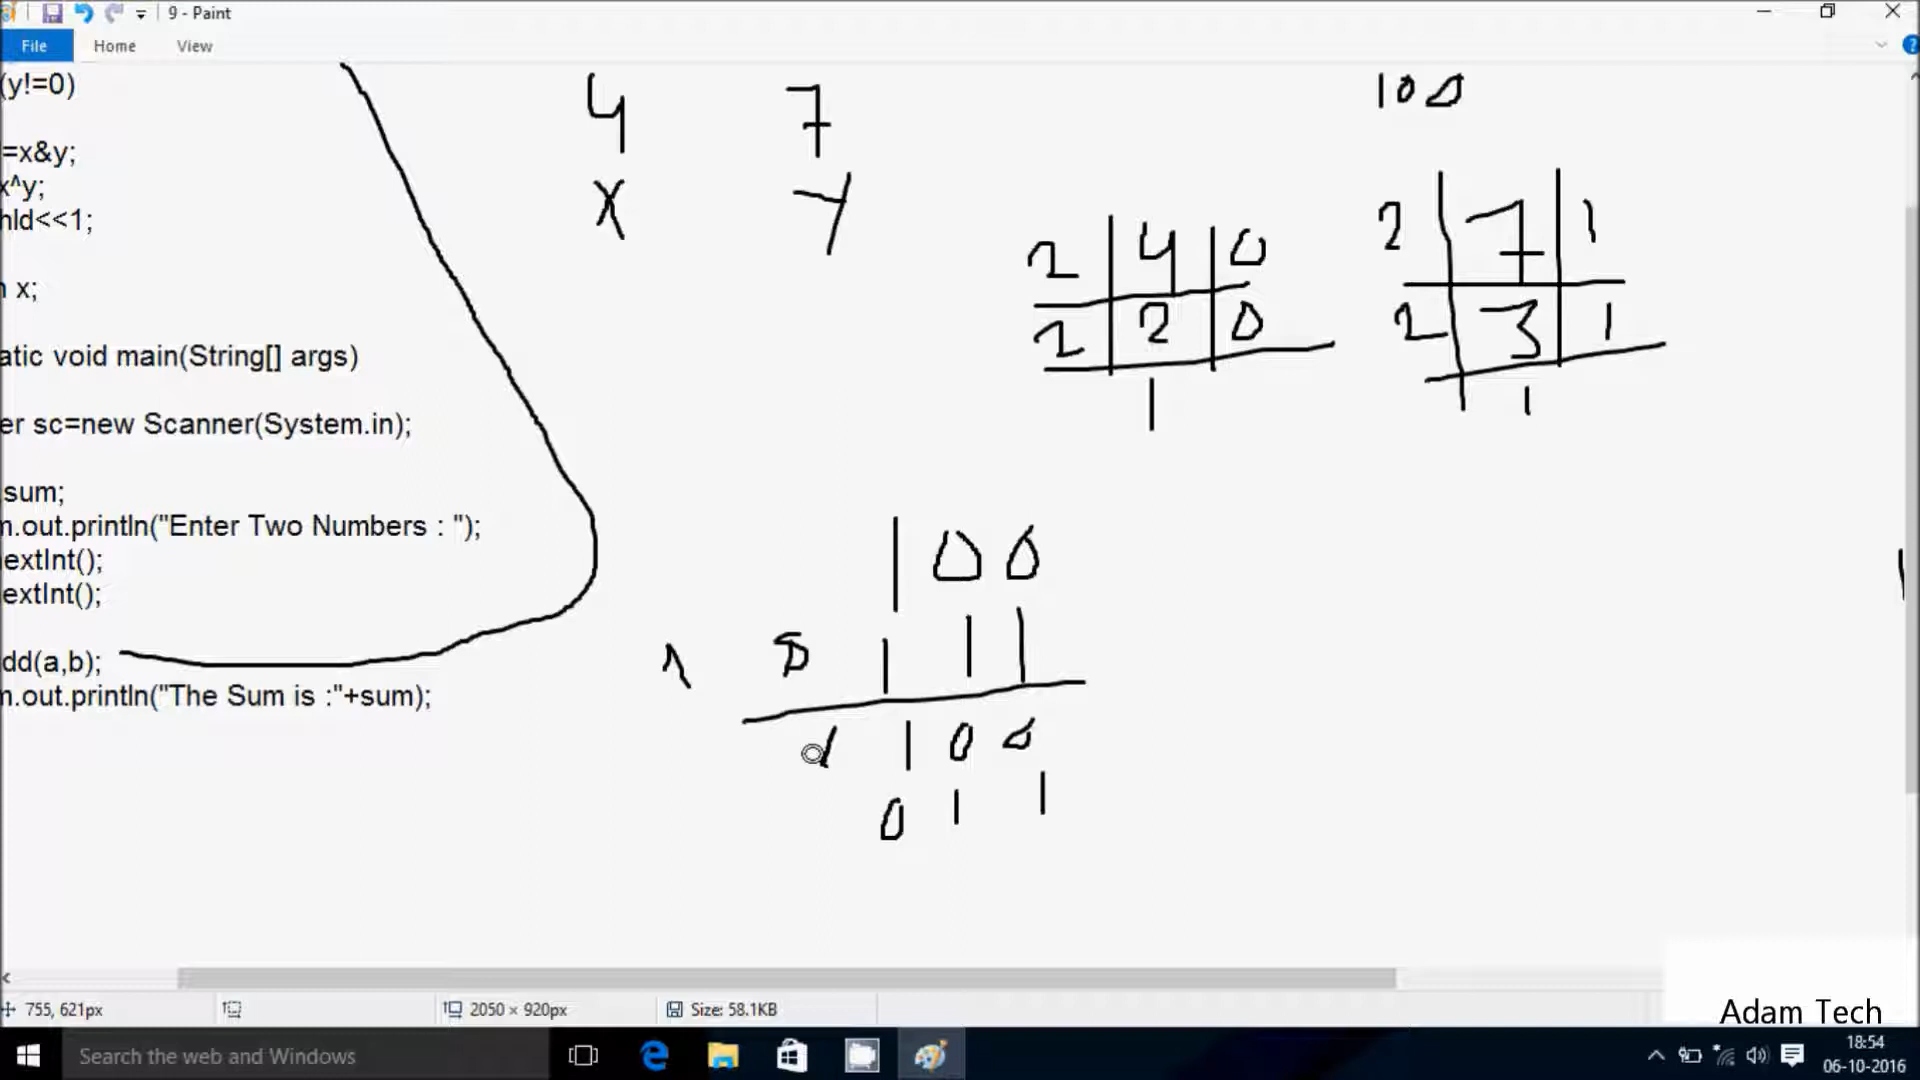 9 - Paint
File Home View
(y!=0)
=x&y;
x^y;
hld<<1;
n x;
atic void main(String[] args)
er sc=new Scanner(System.in);
sum;
m.out.println("Enter Two Numbers : ");
extInt();
extInt();
dd(a,b);
m.out.println("The Sum is :"+sum);
4 7
X Y
100
2 4 0
2 2 0
1
2 7 1
2 3 1
1
1 0 0
1 1 1
1 0 0
0 1 1
755, 621px
2050 × 920px
Size: 58.1KB
Adam Tech
Search the web and Windows
18:54
06-10-2016